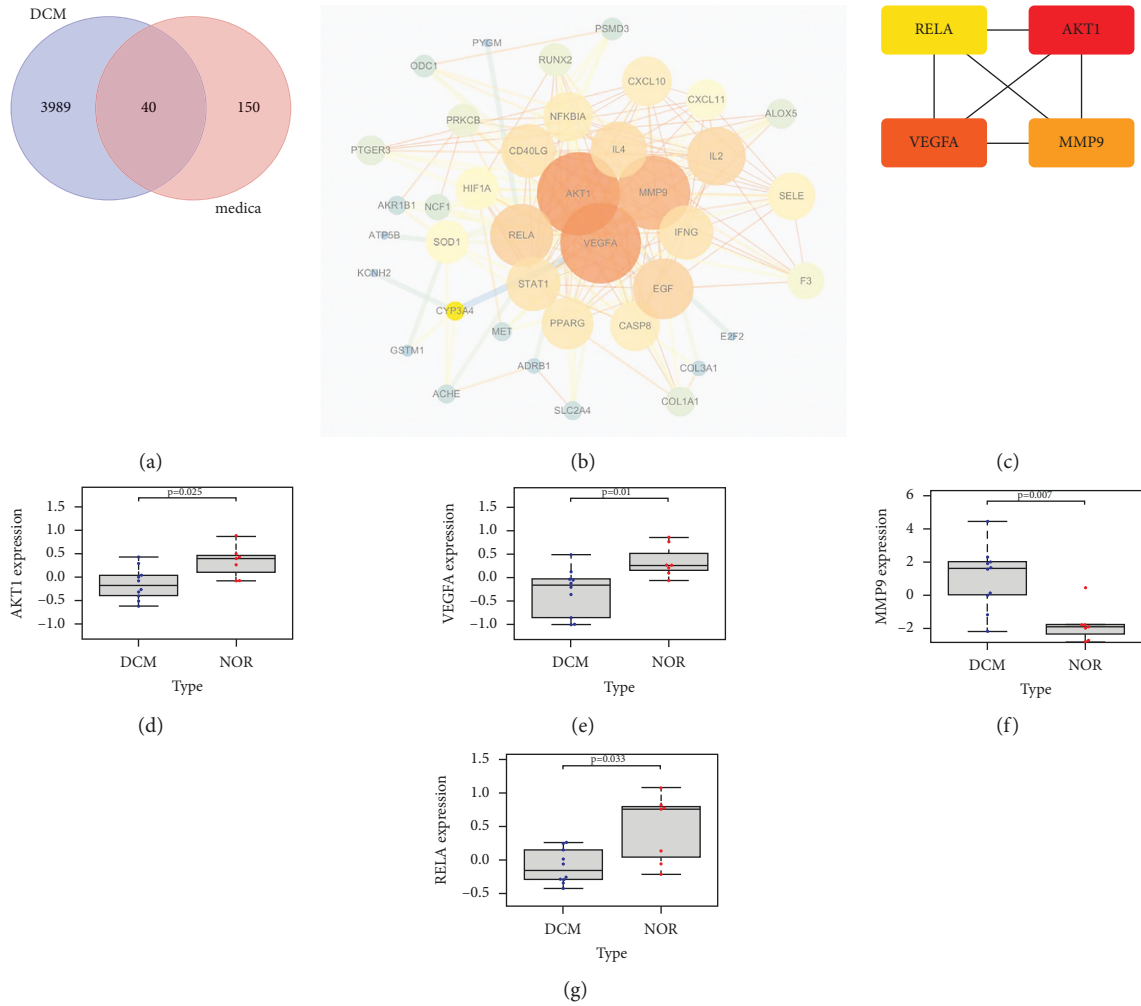 DCM
3989
40
150
medica
(a)
PSMD3
PYGM
ODC1
RUNX2
CXCL10
CXCL11
PRKCB
NFKBIA
ALOX5
PTGER3
CD40LG
IL4
IL2
HIF1A
AKT1
MMP9
SELE
AKR1B1
NCF1
ATP5B
SOD1
RELA
VEGFA
IFNG
KCNH2
STAT1
EGF
F3
CYP3A4
MET
PPARG
CASP8
E2F2
GSTM1
ADRB1
COL3A1
ACHE
SLC2A4
COL1A1
(b)
RELA
AKT1
VEGFA
MMP9
(c)
AKT1 expression
1.5
1.0
0.5
0.0
−0.5
−1.0
p=0.025
DCM
NOR
Type
(d)
VEGFA expression
1.5
1.0
0.5
0.0
−0.5
−1.0
p=0.01
DCM
NOR
Type
(e)
MMP9 expression
6
4
2
0
−2
p=0.007
DCM
NOR
Type
(f)
RELA expression
1.5
1.0
0.5
0.0
−0.5
p=0.033
DCM
NOR
Type
(g)